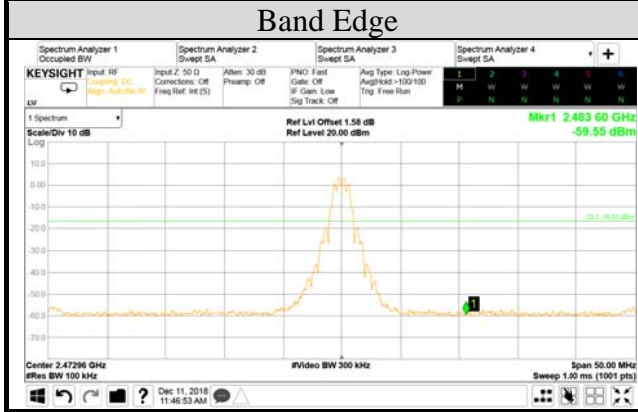 Band Edge
Spectrum Analyzer 1
Occupied BW
Spectrum Analyzer 2
Swept SA
Spectrum Analyzer 3
Swept SA
Spectrum Analyzer 4
Swept SA
+
KEYSIGHT
Input: RF
Coupling: DC
Align: Auto/No RF
Input Z: 50 Ω
Corrections: Off
Freq Ref: Int (S)
Atten: 30 dB
Preamp: Off
PNO: Fast
Gate: Off
IF Gain: Low
Sig Track: Off
Avg Type: Log-Power
Avg|Hold:>100/100
Trig: Free Run
1 2 3 4 5 6
M W W W W W
P N N N N N
LXI
1 Spectrum
Scale/Div 10 dB
Ref Lvl Offset 1.58 dB
Ref Level 20.00 dBm
Mkr1 2.483 60 GHz
-59.55 dBm
Log
10.0
0.00
-10.0
-20.0
-30.0
-40.0
-50.0
-60.0
-70.0
1
Center 2.47296 GHz
#Res BW 100 kHz
#Video BW 300 kHz
Span 50.00 MHz
Sweep 1.00 ms (1001 pts)
?
Dec 11, 2018
11:46:53 AM